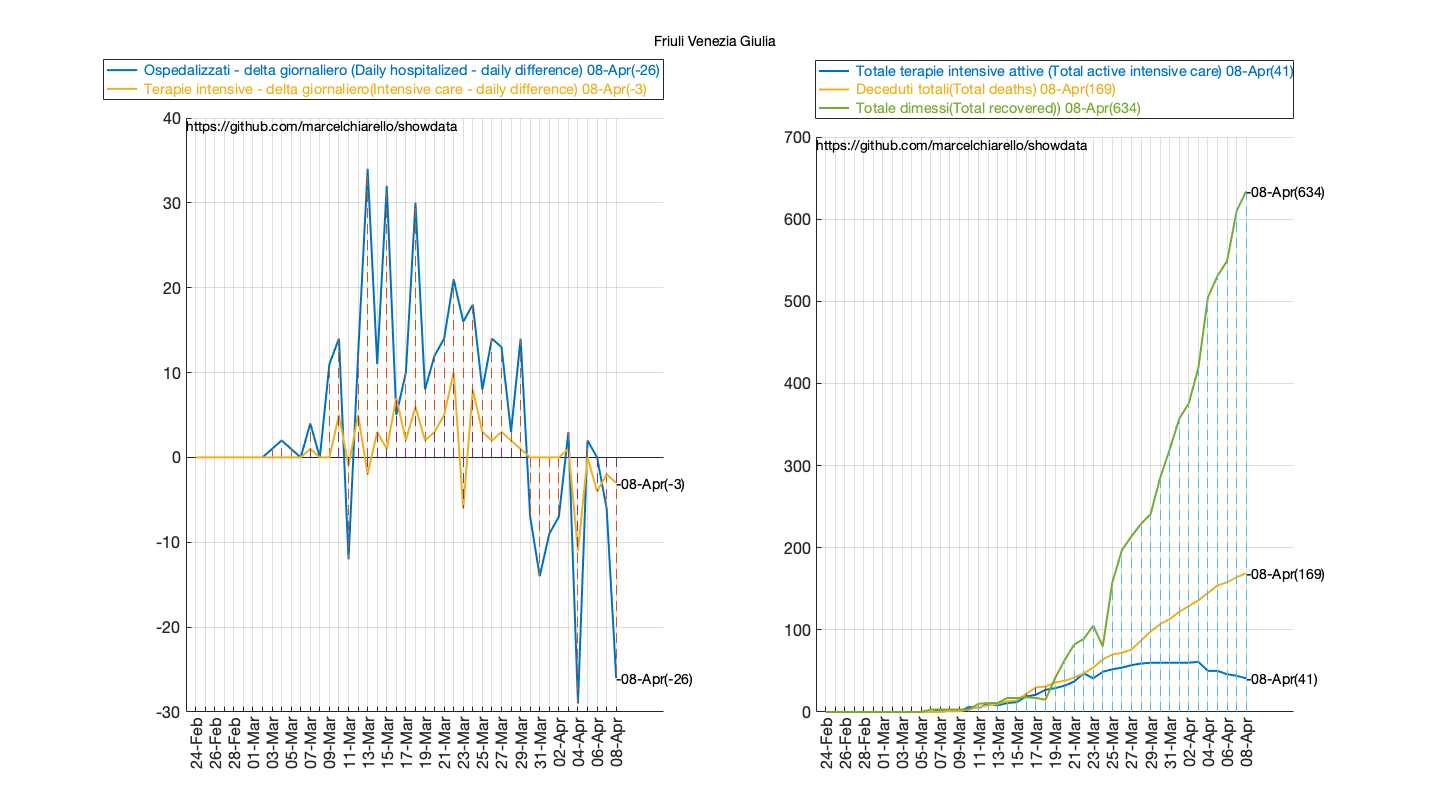 Friuli Venezia Giulia
Ospedalizzati - delta giornaliero (Daily hospitalized - daily difference) 08-Apr(-26)
Terapie intensive - delta giornaliero(Intensive care - daily difference) 08-Apr(-3)
https://github.com/marcelchiarello/showdata
40
30
20
10
0
-10
-20
-30
-08-Apr(-3)
-08-Apr(-26)
24-Feb
26-Feb
28-Feb
01-Mar
03-Mar
05-Mar
07-Mar
09-Mar
11-Mar
13-Mar
15-Mar
17-Mar
19-Mar
21-Mar
23-Mar
25-Mar
27-Mar
29-Mar
31-Mar
02-Apr
04-Apr
06-Apr
08-Apr
Totale terapie intensive attive (Total active intensive care) 08-Apr(41)
Deceduti totali(Total deaths) 08-Apr(169)
Totale dimessi(Total recovered)) 08-Apr(634)
https://github.com/marcelchiarello/showdata
700
600
500
400
300
200
100
0
-08-Apr(634)
-08-Apr(169)
-08-Apr(41)
24-Feb
26-Feb
28-Feb
01-Mar
03-Mar
05-Mar
07-Mar
09-Mar
11-Mar
13-Mar
15-Mar
17-Mar
19-Mar
21-Mar
23-Mar
25-Mar
27-Mar
29-Mar
31-Mar
02-Apr
04-Apr
06-Apr
08-Apr